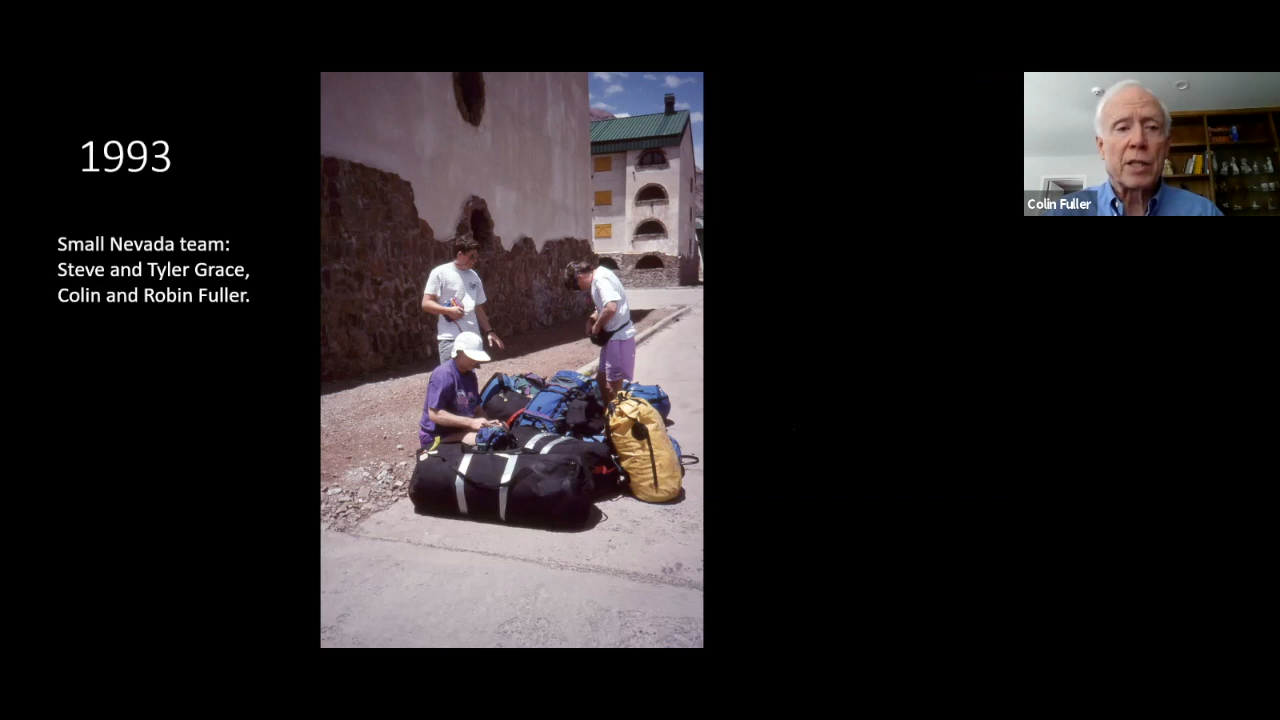 1993
Small Nevada team:
Steve and Tyler Grace,
Colin and Robin Fuller.
Colin Fuller